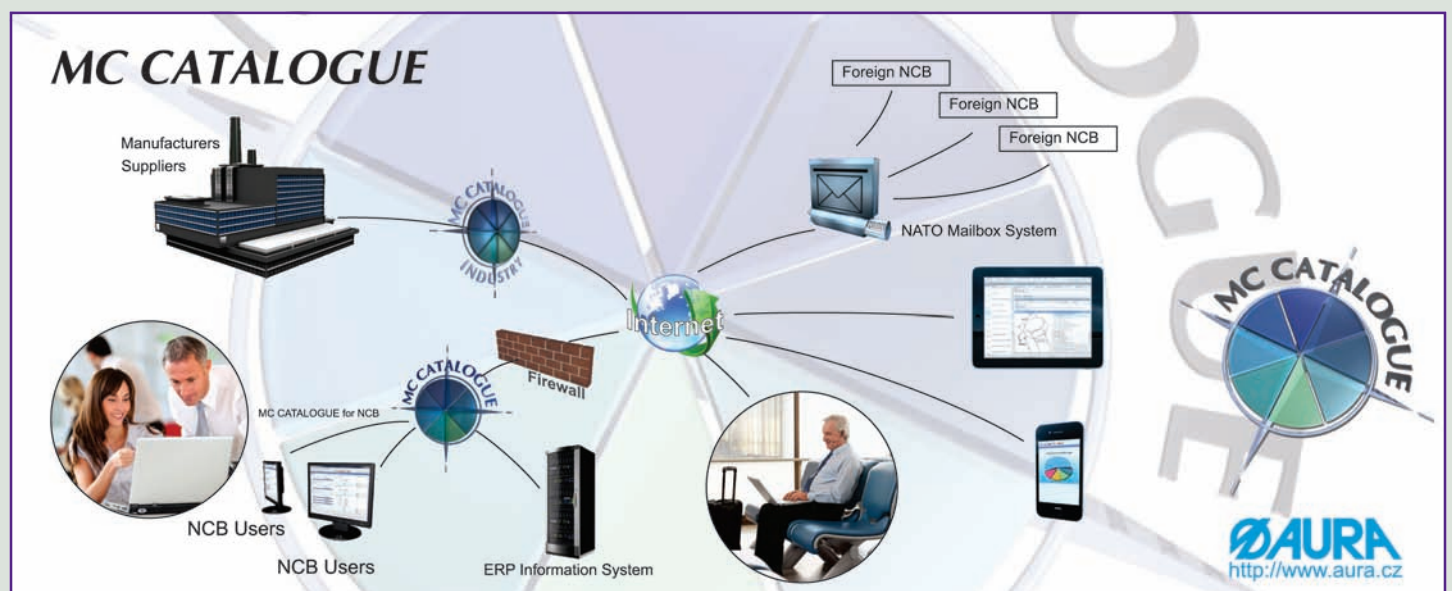 MC CATALOGUE
Manufacturers
Suppliers
MC CATALOGUE
INDUSTRY
Foreign NCB
Foreign NCB
Foreign NCB
NATO Mailbox System
Internet
Firewall
MC CATALOGUE
MC CATALOGUE for NCB
NCB Users
NCB Users
ERP Information System
OGUE
MC CATALOGUE
AURA
http://www.aura.cz